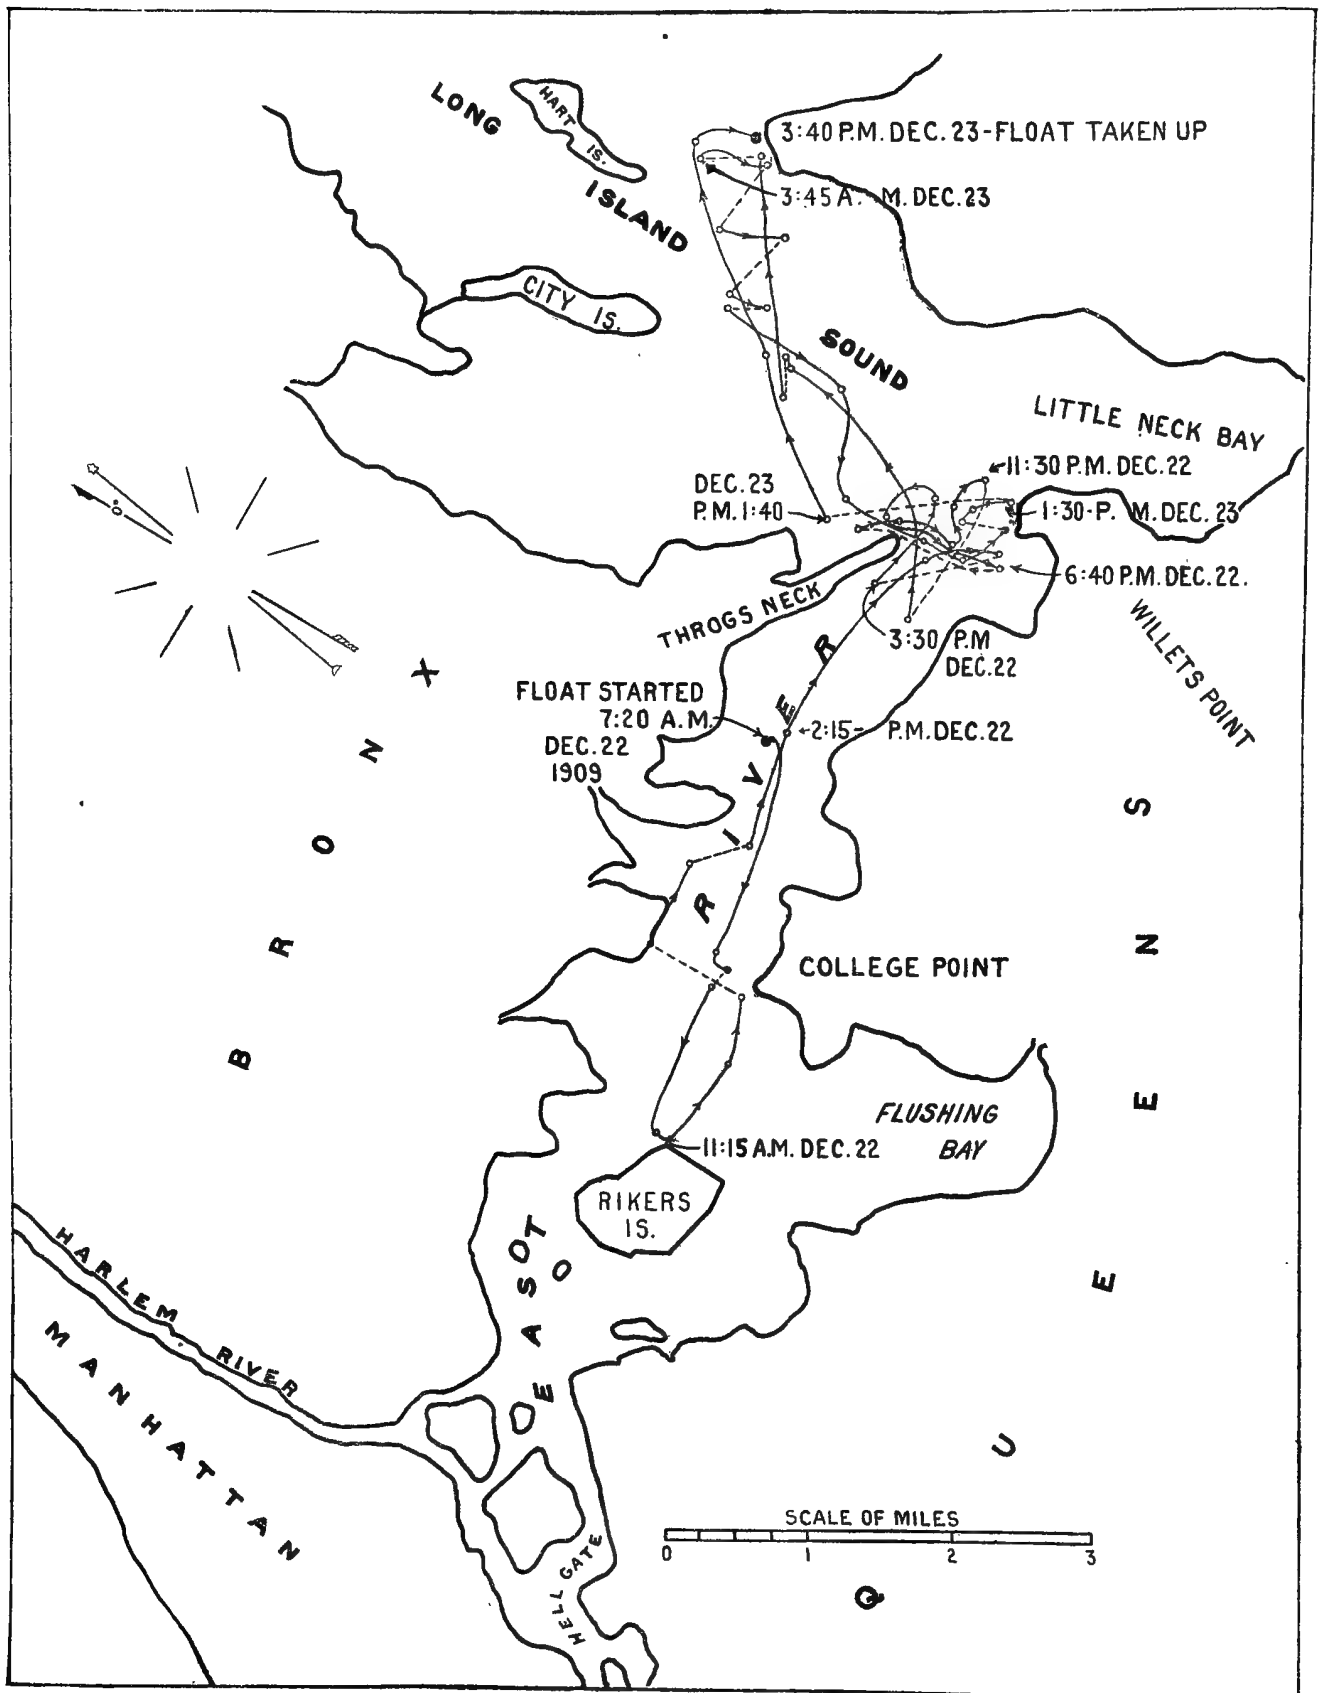 LONG
HART
IS.
ISLAND
3:40 P.M. DEC. 23-FLOAT TAKEN UP
3:45 A. M. DEC. 23
CITY IS.
SOUND
LITTLE NECK BAY
11:30 P.M. DEC. 22
DEC. 23
P.M. 1:40
1:30-P. M. DEC. 23
6:40 P.M. DEC. 22.
THROGS NECK
3:30 P.M
DEC. 22
WILLETS POINT
FLOAT STARTED
7:20 A.M.
DEC. 22
1909
2:15- P.M. DEC. 22
BRONX
RIVER
COLLEGE POINT
FLUSHING
BAY
11:15 A.M. DEC. 22
RIKERS
IS.
EAST
QUEENS
HARLEM RIVER
MANHATTAN
HELL GATE
SCALE OF MILES
0 1 2 3